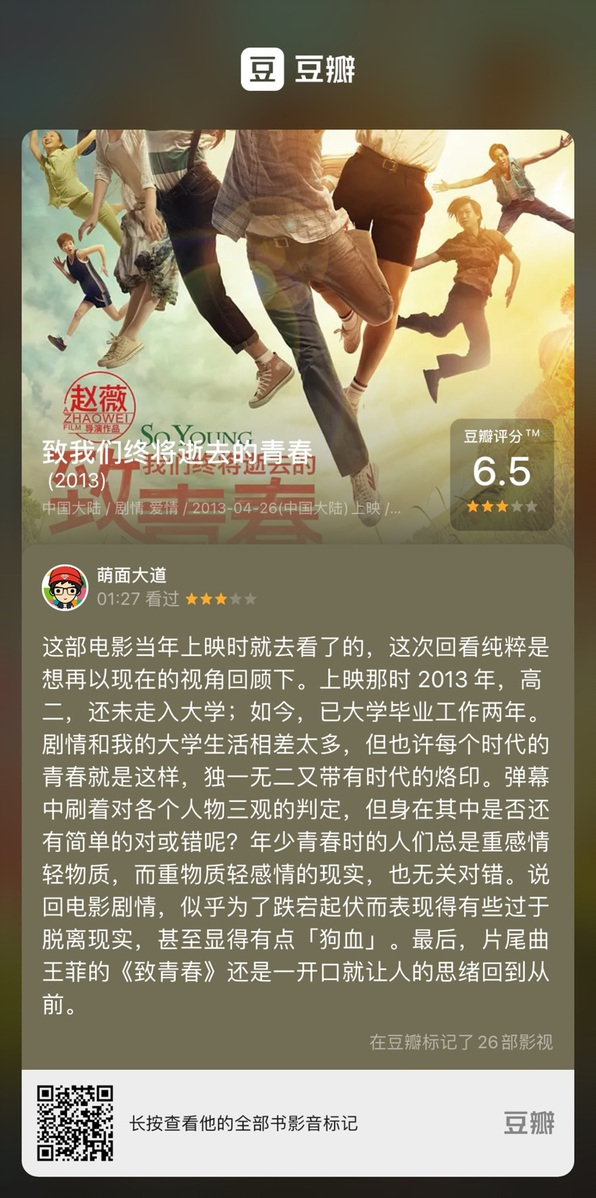 豆 豆瓣
赵薇
ZHAOWEI
FILM 导演作品
SO YOUNG
致我们终将逝去的青春
(2013)
致我们终将逝去的
青春
中国大陆 / 剧情 爱情 / 2013-04-26(中国大陆) 上映 /...
豆瓣评分™
6.5
萌面大道
01:27 看过
这部电影当年上映时就去看了的，这次回看纯粹是
想再以现在的视角回顾下。上映那时 2013 年，高
二，还未走入大学；如今，已大学毕业工作两年。
剧情和我的大学生活相差太多，但也许每个时代的
青春就是这样，独一无二又带有时代的烙印。弹幕
中刷着对各个人物三观的判定，但身在其中是否还
有简单的对或错呢？年少青春时的人们总是重感情
轻物质，而重物质轻感情的现实，也无关对错。说
回电影剧情，似乎为了跌宕起伏而表现得有些过于
脱离现实，甚至显得有点「狗血」。最后，片尾曲
王菲的《致青春》还是一开口就让人的思绪回到从
前。
在豆瓣标记了 26 部影视
长按查看他的全部书影音标记
豆瓣